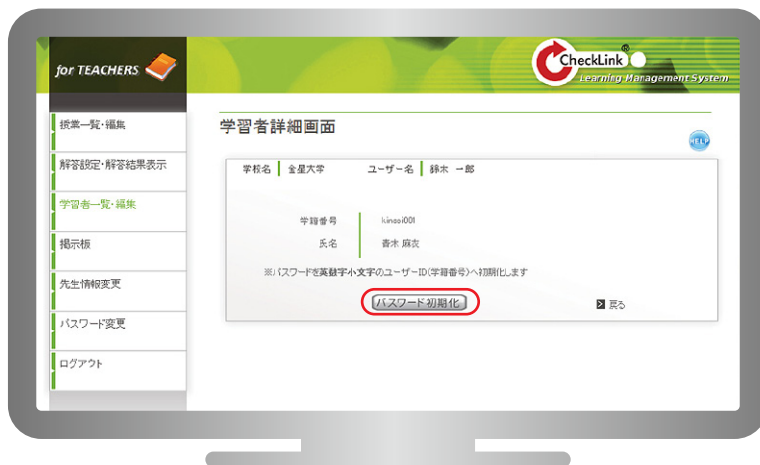 for TEACHERS
CheckLink®
Learning Management System
授業一覧・編集
解答設定・解答結果表示
学習者一覧・編集
掲示板
先生情報変更
パスワード変更
ログアウト
学習者詳細画面
HELP
学校名 金星大学 ユーザー名 鈴木 一郎
学籍番号 kinsei001
氏名 青木 麻衣
※パスワードを英数字小文字のユーザーID(学籍番号)へ初期化します
パスワード初期化
戻る